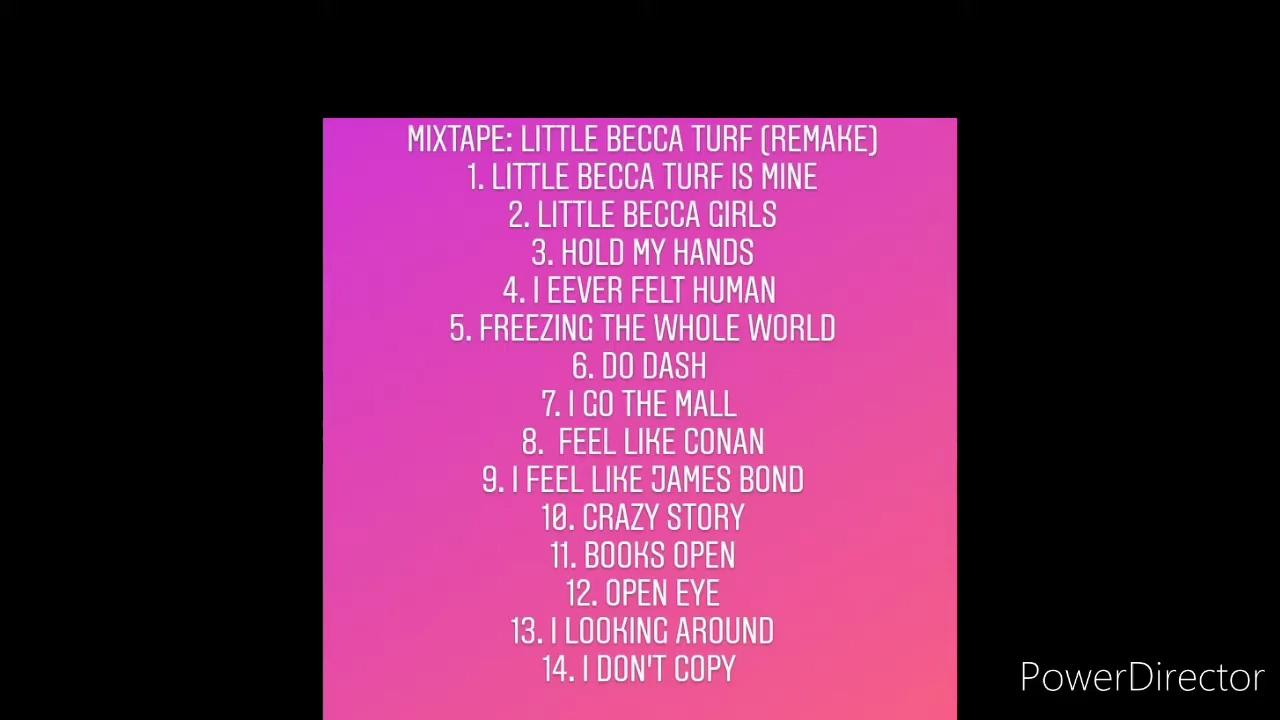 MIXTAPE: LITTLE BECCA TURF (REMAKE)
1. LITTLE BECCA TURF IS MINE
2. LITTLE BECCA GIRLS
3. HOLD MY HANDS
4. I EEVER FELT HUMAN
5. FREEZING THE WHOLE WORLD
6. DO DASH
7. I GO THE MALL
8. FEEL LIKE CONAN
9. I FEEL LIKE JAMES BOND
10. CRAZY STORY
11. BOOKS OPEN
12. OPEN EYE
13. I LOOKING AROUND
14. I DON'T COPY
PowerDirector